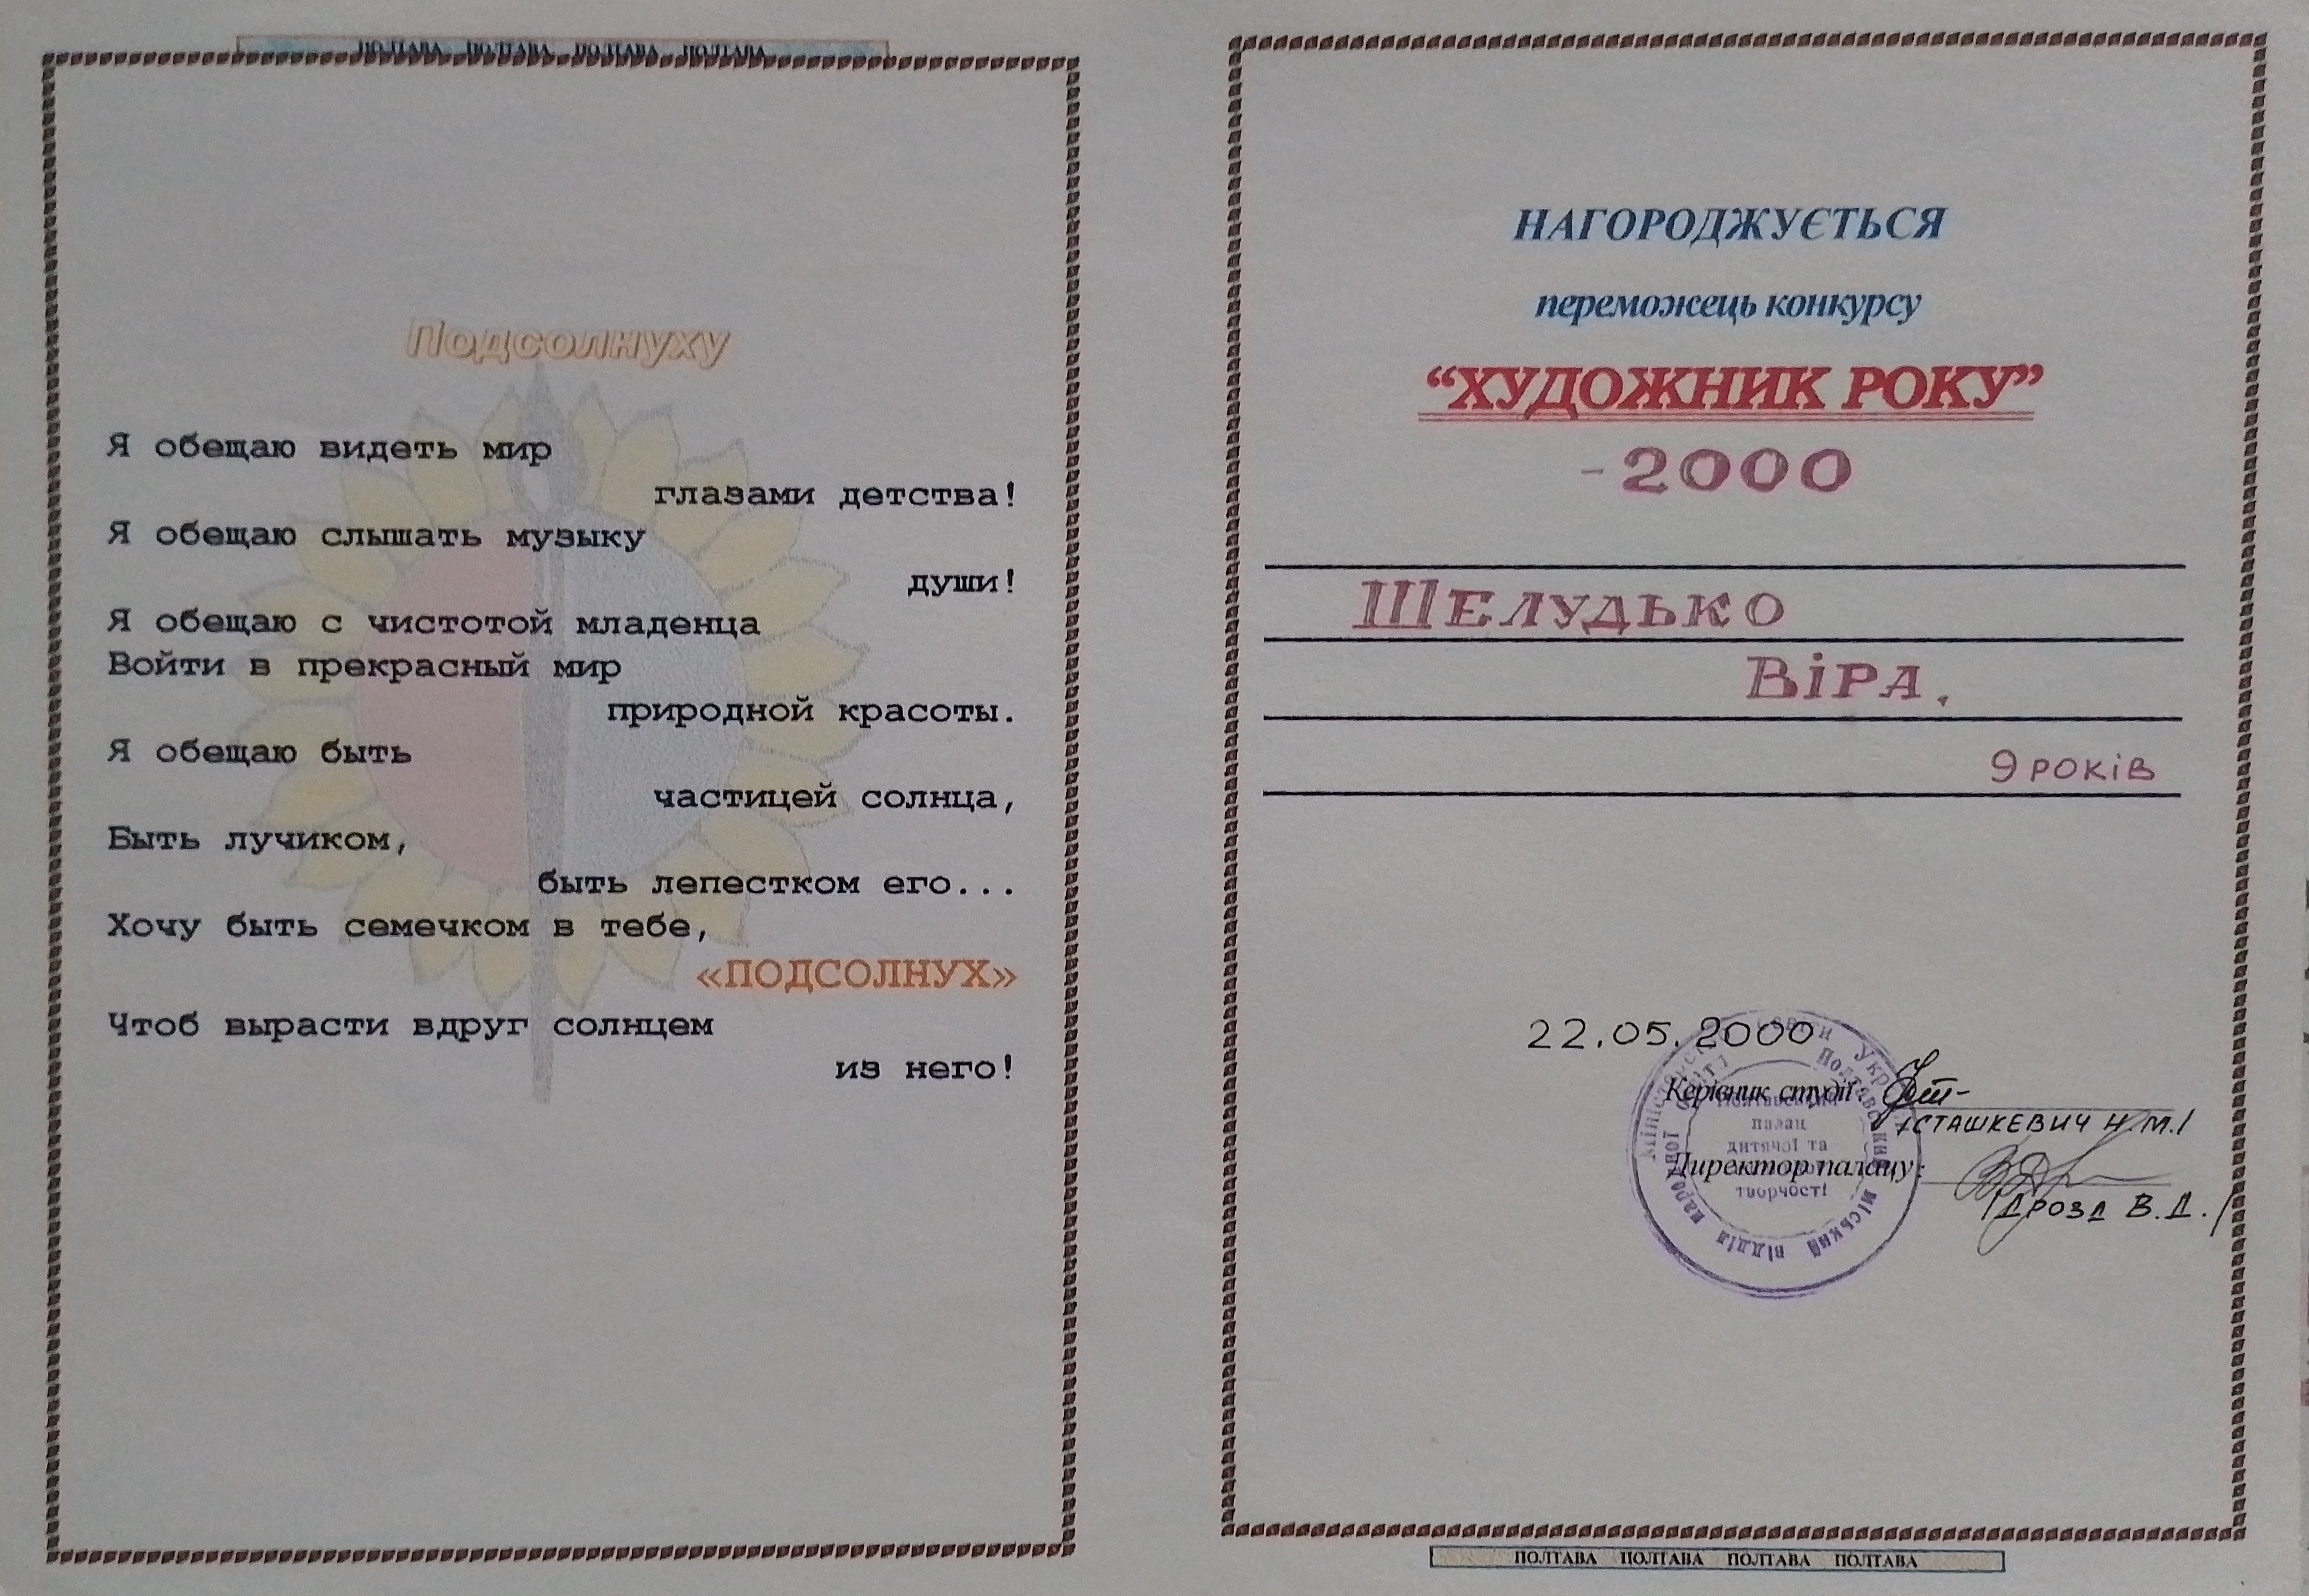 ПОЛТАВА ПОЛТАВА ПОЛТАВА ПОЛТАВА
Подсолнуху
Я обещаю видеть мир
глазами детства!
Я обещаю слышать музыку
души!
Я обещаю с чистотой младенца
Войти в прекрасный мир
природной красоты.
Я обещаю быть
частицей солнца,
Быть лучиком,
быть лепестком его...
Хочу быть семечком в тебе,
«ПОДСОЛНУХ»
Чтоб вырасти вдруг солнцем
из него!
НАГОРОДЖУЄТЬСЯ
переможець конкурсу
“ХУДОЖНИК РОКУ”
-2000
Шелудько
Віра.
9 років
22.05.2000
Керівник студії:
/СТАШКЕВИЧ Н.М./
Директор палацу:
/ДРОЗД В.Д./
Полтавський міський відділ народної освіти
палац
дитячої та
творчості
ПОЛТАВА ПОЛТАВА ПОЛТАВА ПОЛТАВА